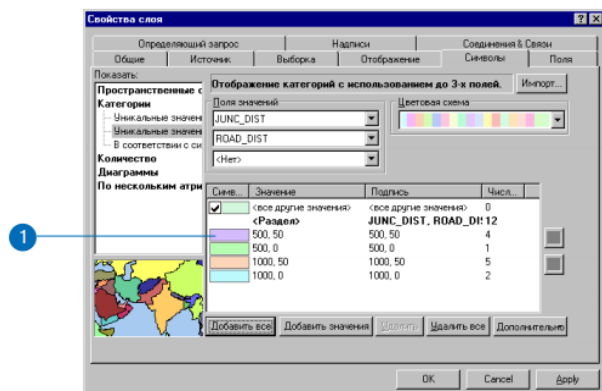 Свойства слоя
Определяющий запрос Надписи Соединения & Связи
Общие Источник Выборка Отображение Символы Поля
Показать:
Пространственные о
Категории
Уникальные значен
Уникальные значен
В соответствии с си
Количество
Диаграммы
По нескольким атри
Отображение категорий с использованием до 3-х полей.
Импорт...
Поля значений
JUNC_DIST
ROAD_DIST
<Нет>
Цветовая схема
Симв... Значение Подпись Числ...
<все другие значения> <все другие значения> 0
<Раздел> JUNC_DIST, ROAD_DI: 12
500, 50 500, 50 4
500, 0 500, 0 1
1000, 50 1000, 50 5
1000, 0 1000, 0 2
1
Добавить все Добавить значения Удалить Удалить все Дополнительно
OK Cancel Apply